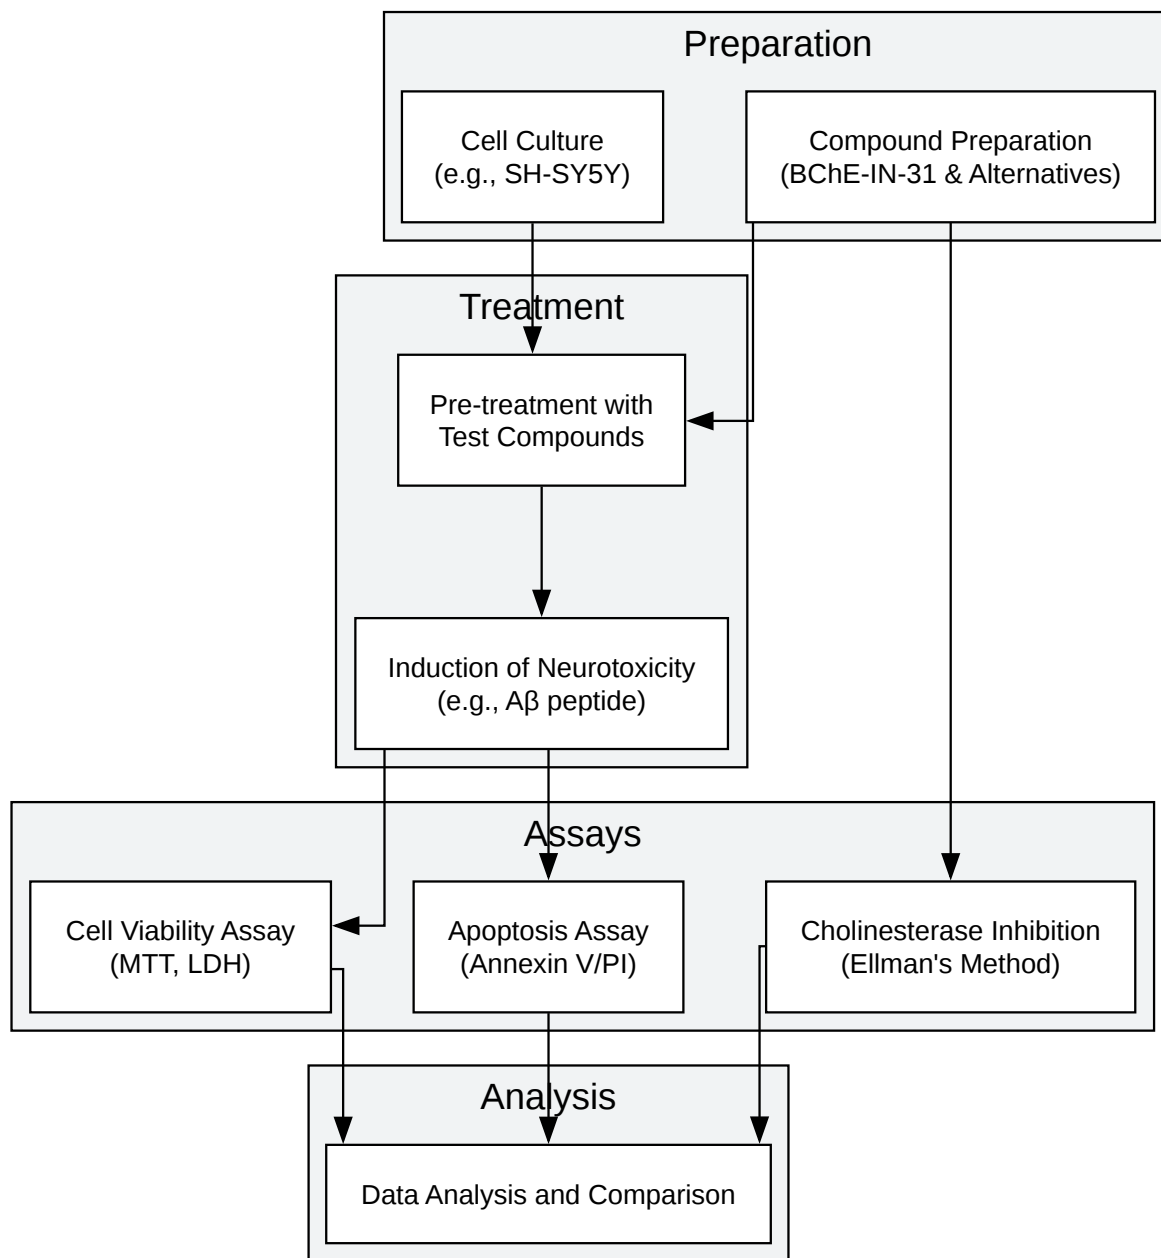 Preparation
Cell Culture
(e.g., SH-SY5Y)
Compound Preparation
(BChE-IN-31 & Alternatives)
Treatment
Pre-treatment with
Test Compounds
Induction of Neurotoxicity
(e.g., Aβ peptide)
Assays
Cell Viability Assay
(MTT, LDH)
Apoptosis Assay
(Annexin V/PI)
Cholinesterase Inhibition
(Ellman's Method)
Analysis
Data Analysis and Comparison